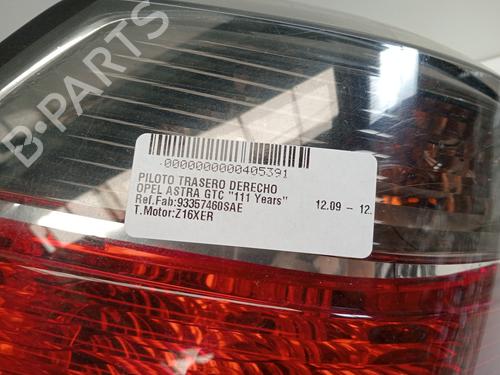 B-PARTS
.0000000000405391
PILOTO TRASERO DERECHO
OPEL ASTRA GTC "111 Years" 12.09 - 12.
Ref.Fab:93357460SAE
T.Motor:Z16XER